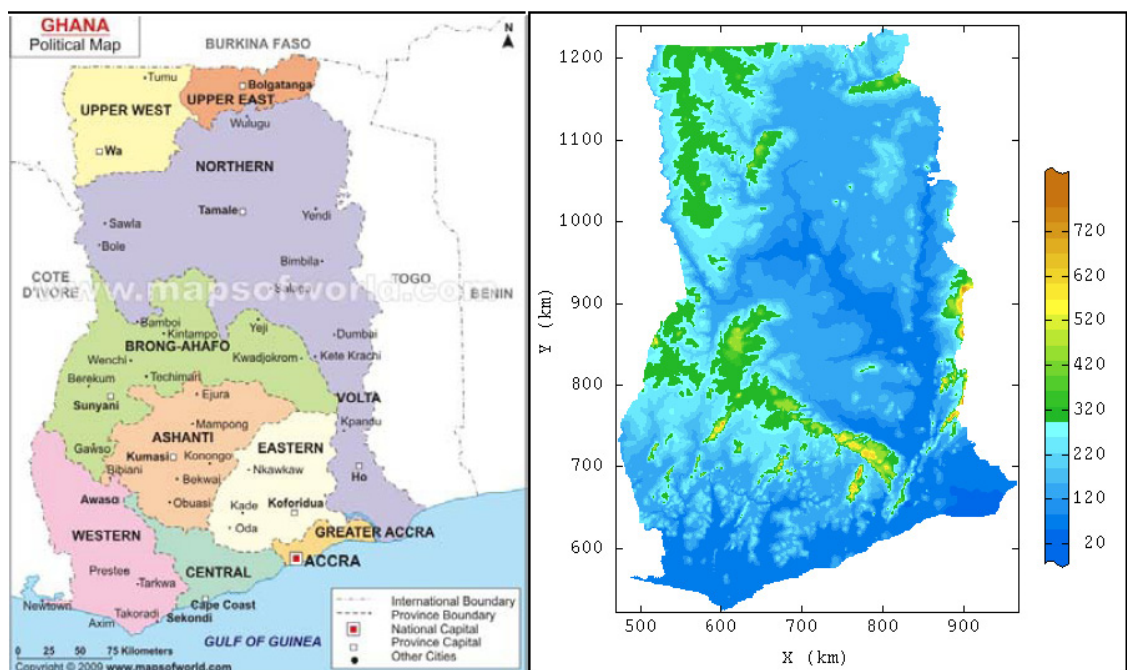 GHANA
Political Map
N
BURKINA FASO
Tumu
Bolgatanga
UPPER EAST
UPPER WEST
Wulugu
Wa
NORTHERN
Tamale
Yendi
Sawla
Bole
Bimbila
COTE
D'IVORE
TOGO
BENIN
www.mapsofworld.com
Salaga
Bamboi
Yeji
Kintampo
Dumbai
BRONG-AHAFO
Wenchi
Kwadjokrom
Kete Krachi
Berekum
Techiman
Ejura
VOLTA
Sunyani
Mampong
Kpandu
ASHANTI
EASTERN
Gawso
Kumasi
Konongo
Bibiani
Nkawkaw
Bekwai
Ho
Awaso
Obuasi
Kade
Koforidua
Oda
GREATER ACCRA
WESTERN
ACCRA
CENTRAL
Prestea
Tarkwa
Newtown
Cape Coast
Takoradi
Sekondi
Axim
GULF OF GUINEA
International Boundary
Province Boundary
National Capital
Province Capital
Other Cities
0 25 50 75 Kilometers
Copyright © 2009 www.mapsofworld.com
1200
1100
1000
900
800
700
600
Y (km)
500 600 700 800 900
X (km)
720
620
520
420
320
220
120
20